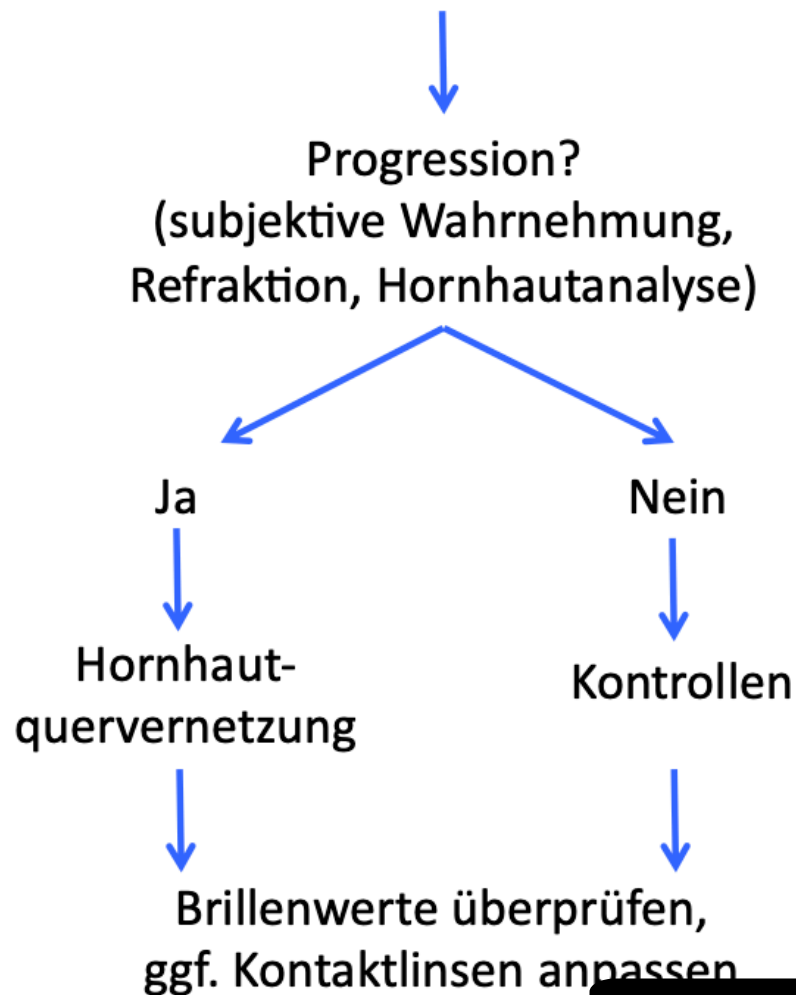 Progression?
(subjektive Wahrnehmung,
Refraktion, Hornhautanalyse)
Ja
Nein
Hornhaut-
quervernetzung
Kontrollen
Brillenwerte überprüfen,
ggf. Kontaktlinsen anpassen